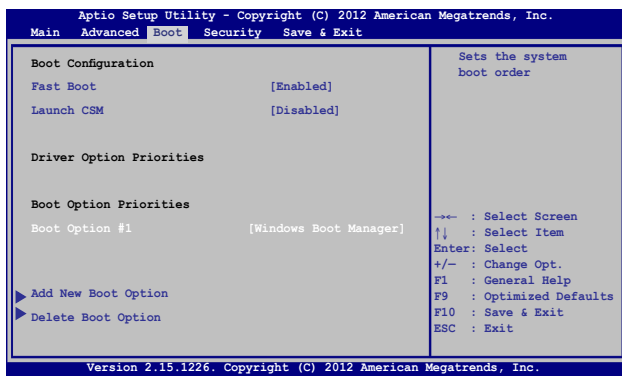 Aptio Setup Utility - Copyright (C) 2012 American Megatrends, Inc.
Main Advanced Boot Security Save & Exit
Boot Configuration
Fast Boot [Enabled]
Launch CSM [Disabled]
Driver Option Priorities
Boot Option Priorities
Boot Option #1 [Windows Boot Manager]
Add New Boot Option
Delete Boot Option
Sets the system
boot order
→← : Select Screen
↑↓ : Select Item
Enter: Select
+/— : Change Opt.
F1 : General Help
F9 : Optimized Defaults
F10 : Save & Exit
ESC : Exit
Version 2.15.1226. Copyright (C) 2012 American Megatrends, Inc.